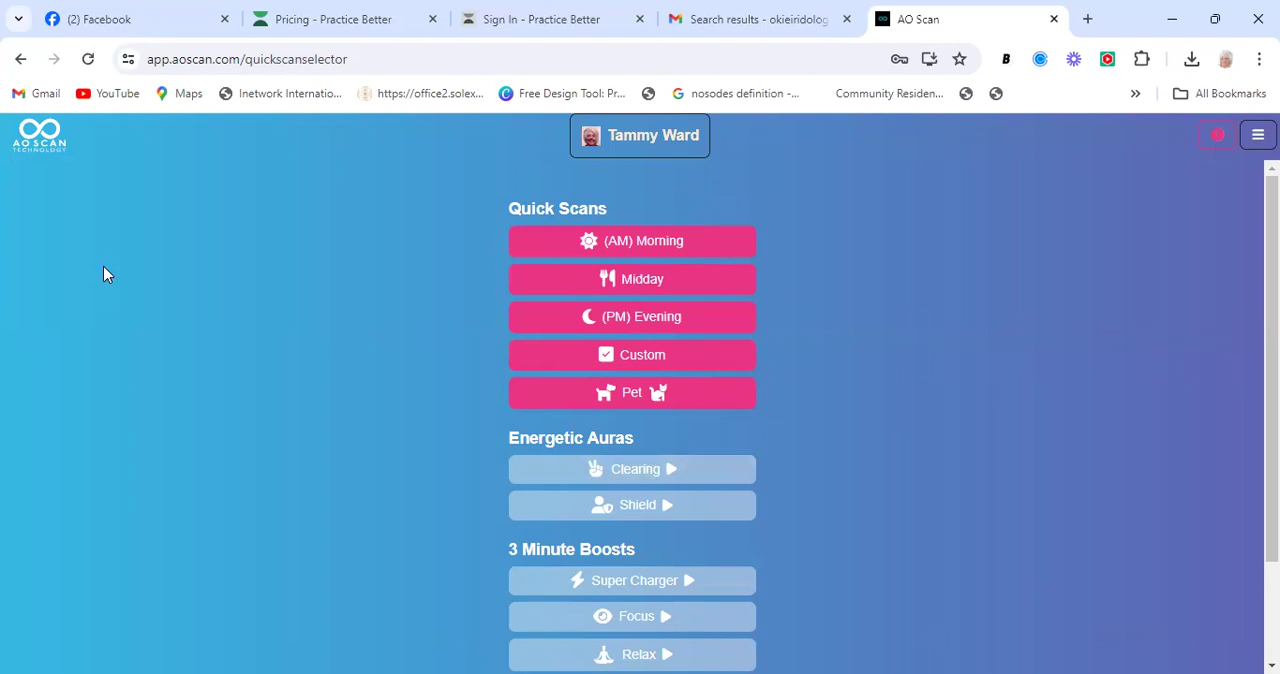 (2) Facebook
Pricing - Practice Better
Sign In - Practice Better
Search results - okieiridolog
AO Scan
app.aoscan.com/quickscanselector
B
Gmail
YouTube
Maps
Inetwork Internatio...
https://office2.solex...
Free Design Tool: Pr...
nosodes definition -...
Community Residen...
All Bookmarks
AO SCAN
TECHNOLOGY
Tammy Ward
Quick Scans
(AM) Morning
Midday
(PM) Evening
Custom
Pet
Energetic Auras
Clearing
Shield
3 Minute Boosts
Super Charger
Focus
Relax